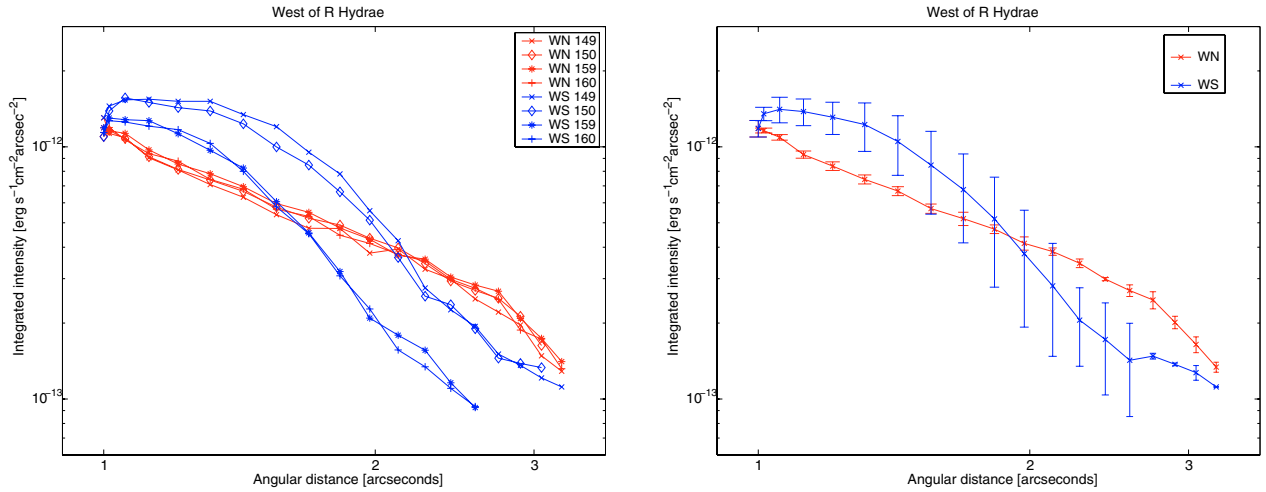 West of R Hydrae
Integrated intensity [erg s−1cm−2arcsec−2]
10−12
10−13
WN 149
WN 150
WN 159
WN 160
WS 149
WS 150
WS 159
WS 160
1
2
3
Angular distance [arcseconds]
West of R Hydrae
Integrated intensity [erg s−1cm−2arcsec−2]
10−12
10−13
WN
WS
1
2
3
Angular distance [arcseconds]